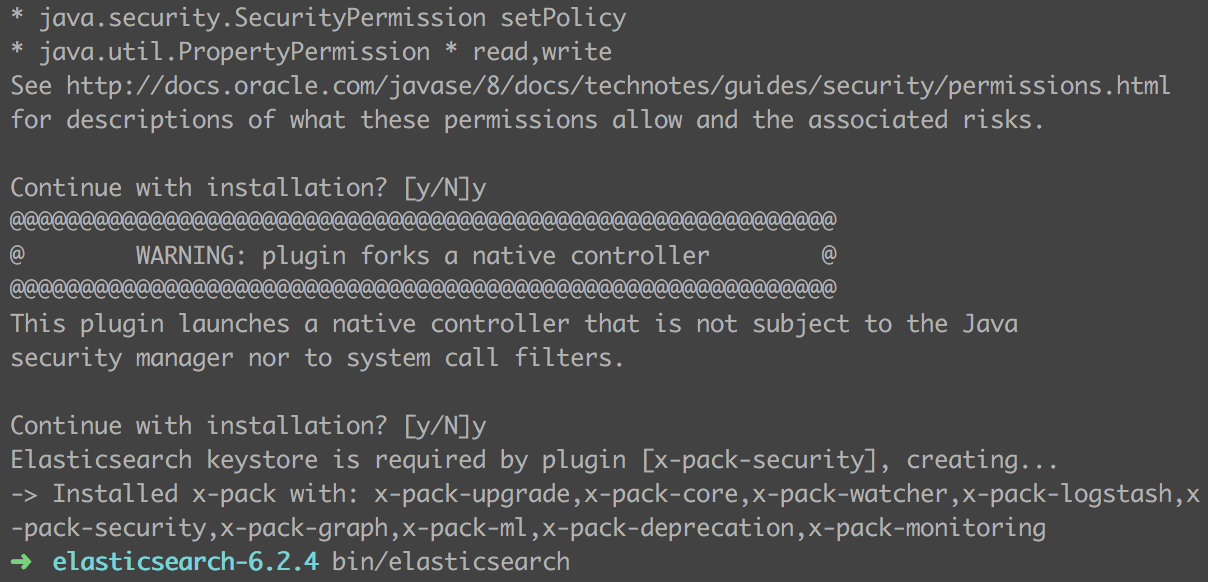 * java.security.SecurityPermission setPolicy
* java.util.PropertyPermission * read,write
See http://docs.oracle.com/javase/8/docs/technotes/guides/security/permissions.html
for descriptions of what these permissions allow and the associated risks.

Continue with installation? [y/N]y
@@@@@@@@@@@@@@@@@@@@@@@@@@@@@@@@@@@@@@@@@@@@@@@@@@@@@@@@@@@
@        WARNING: plugin forks a native controller        @
@@@@@@@@@@@@@@@@@@@@@@@@@@@@@@@@@@@@@@@@@@@@@@@@@@@@@@@@@@@
This plugin launches a native controller that is not subject to the Java
security manager nor to system call filters.

Continue with installation? [y/N]y
Elasticsearch keystore is required by plugin [x-pack-security], creating...
-> Installed x-pack with: x-pack-upgrade,x-pack-core,x-pack-watcher,x-pack-logstash,x
-pack-security,x-pack-graph,x-pack-ml,x-pack-deprecation,x-pack-monitoring
➜ elasticsearch-6.2.4 bin/elasticsearch